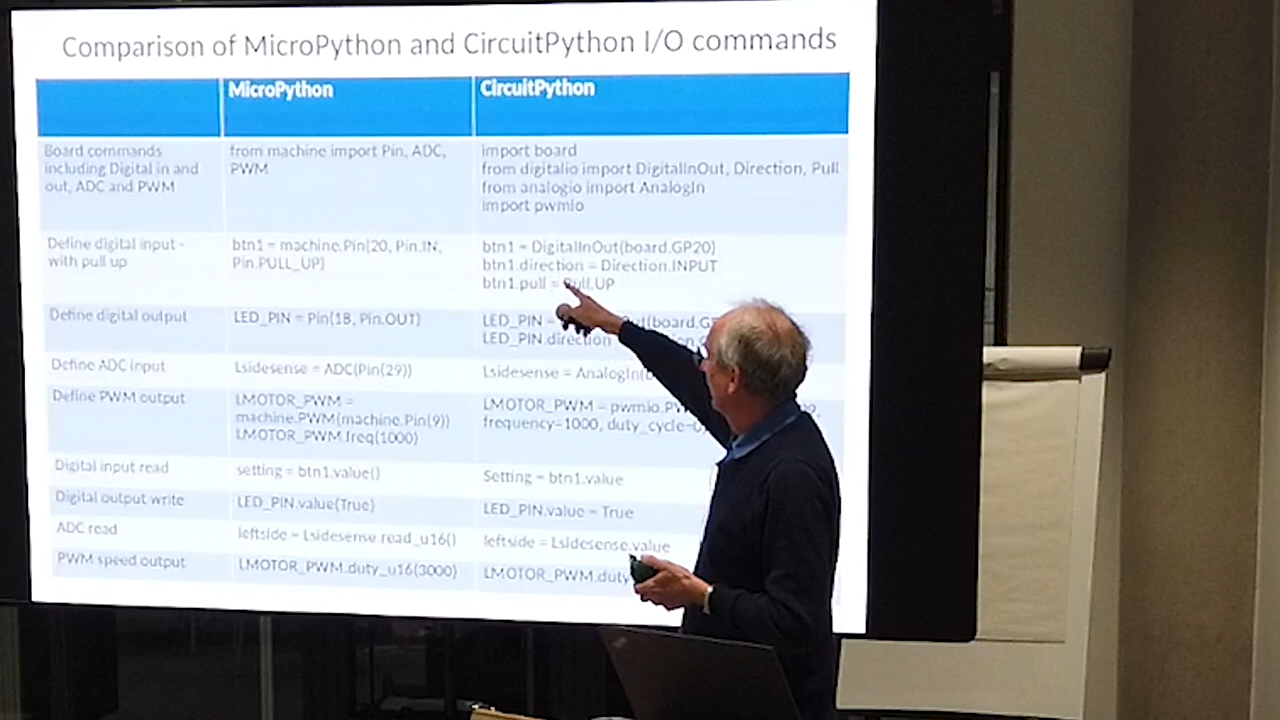 Comparison of MicroPython and CircuitPython I/O commands
MicroPython
CircuitPython
Board commands
including Digital in and
out, ADC and PWM
from machine import Pin, ADC,
PWM
import board
from digitalio import DigitalInOut, Direction, Pull
from analogio import AnalogIn
import pwmio
Define digital input -
with pull up
btn1 = machine.Pin(20, Pin.IN,
Pin.PULL_UP)
btn1 = DigitalInOut(board.GP20)
btn1.direction = Direction.INPUT
btn1.pull = Pull.UP
Define digital output
LED_PIN = Pin(18, Pin.OUT)
LED_PIN =
LED_PIN.direction
Define ADC input
Lsidesense = ADC(Pin(29))
Lsidesense = AnalogIn(
Define PWM output
LMOTOR_PWM =
machine.PWM(machine.Pin(9))
LMOTOR_PWM.freq(1000)
LMOTOR_PWM = pwmio.
frequency=1000, duty_cycle=0
Digital input read
setting = btn1.value()
Setting = btn1.value
Digital output write
LED_PIN.value(True)
LED_PIN.value = True
ADC read
leftside = Lsidesense.read_u16()
leftside = Lsidesense.value
PWM speed output
LMOTOR_PWM.duty_u16(3000)
LMOTOR_PWM.duty